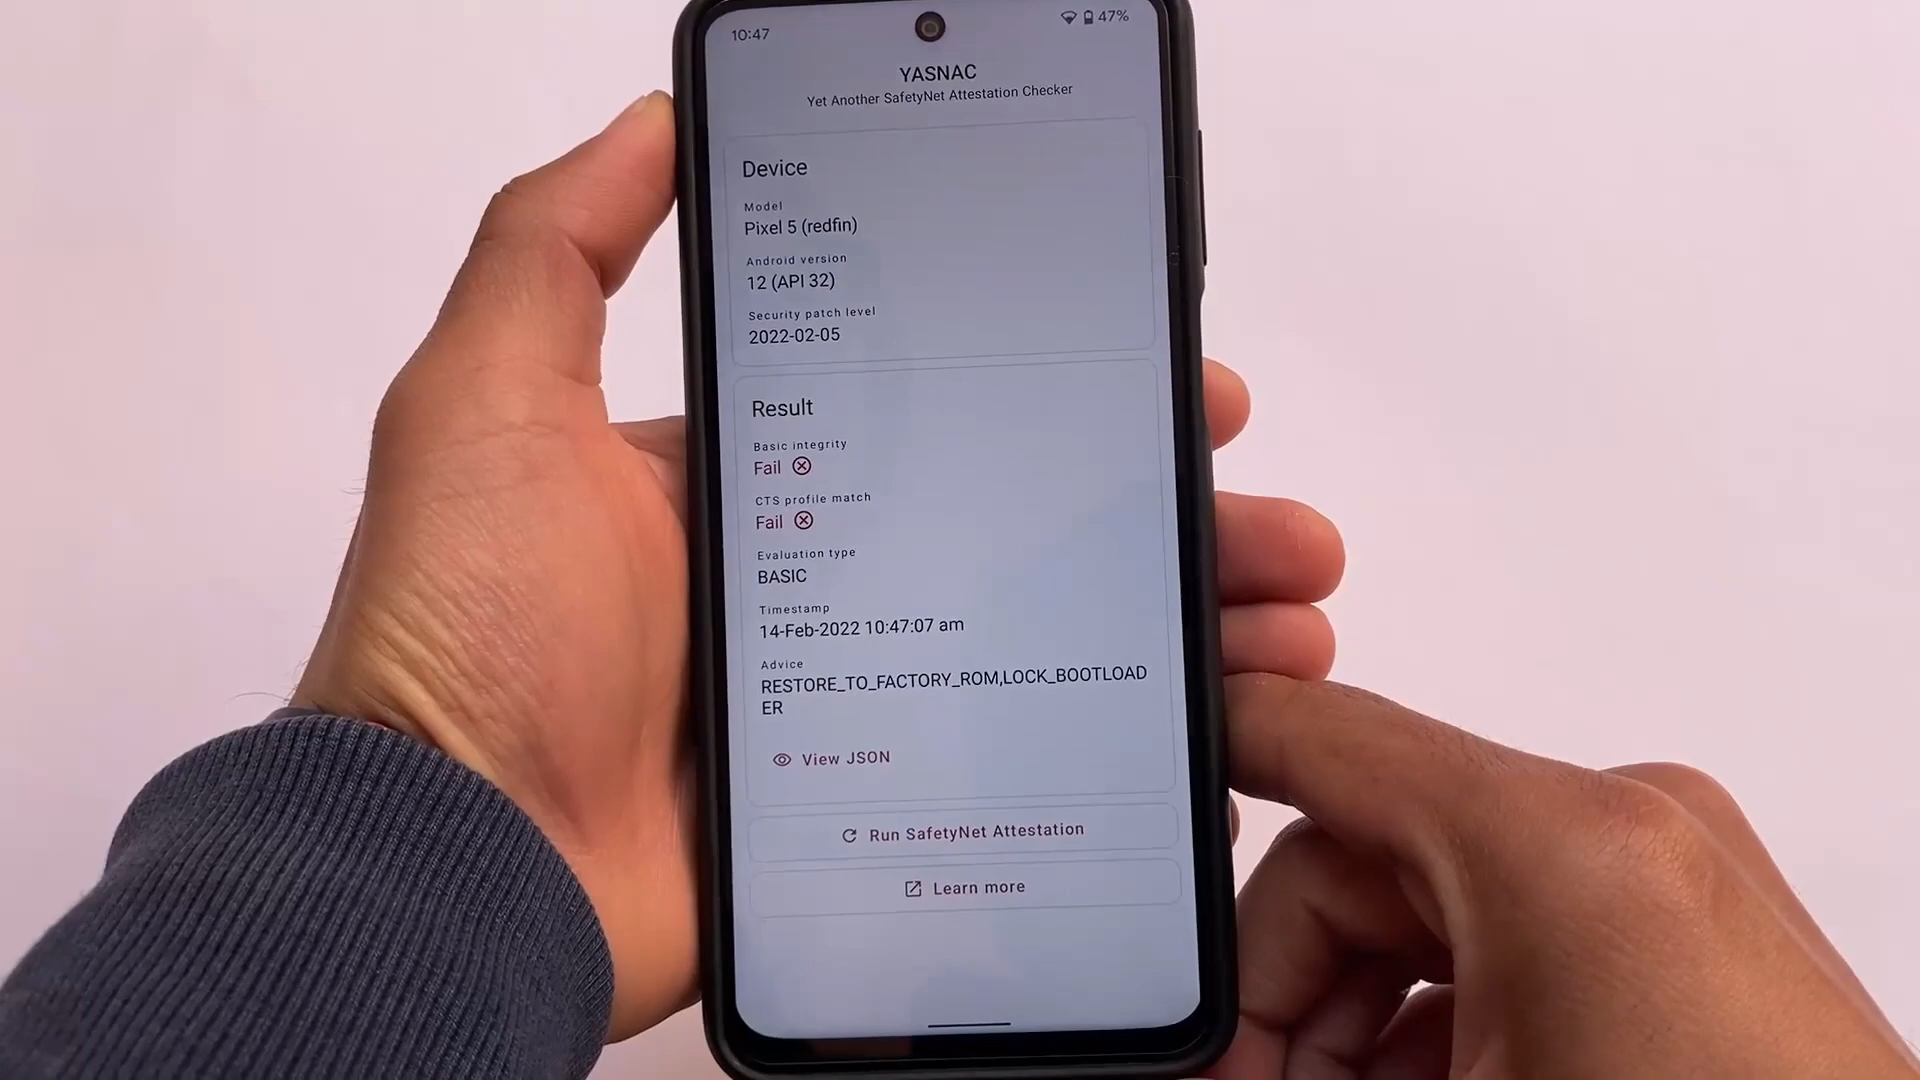 10:47
47%
YASNAC
Yet Another SafetyNet Attestation Checker
Device
Model
Pixel 5 (redfin)
Android version
12 (API 32)
Security patch level
2022-02-05
Result
Basic integrity
Fail
CTS profile match
Fail
Evaluation type
BASIC
Timestamp
14-Feb-2022 10:47:07 am
Advice
RESTORE_TO_FACTORY_ROM,LOCK_BOOTLOAD
ER
View JSON
Run SafetyNet Attestation
Learn more